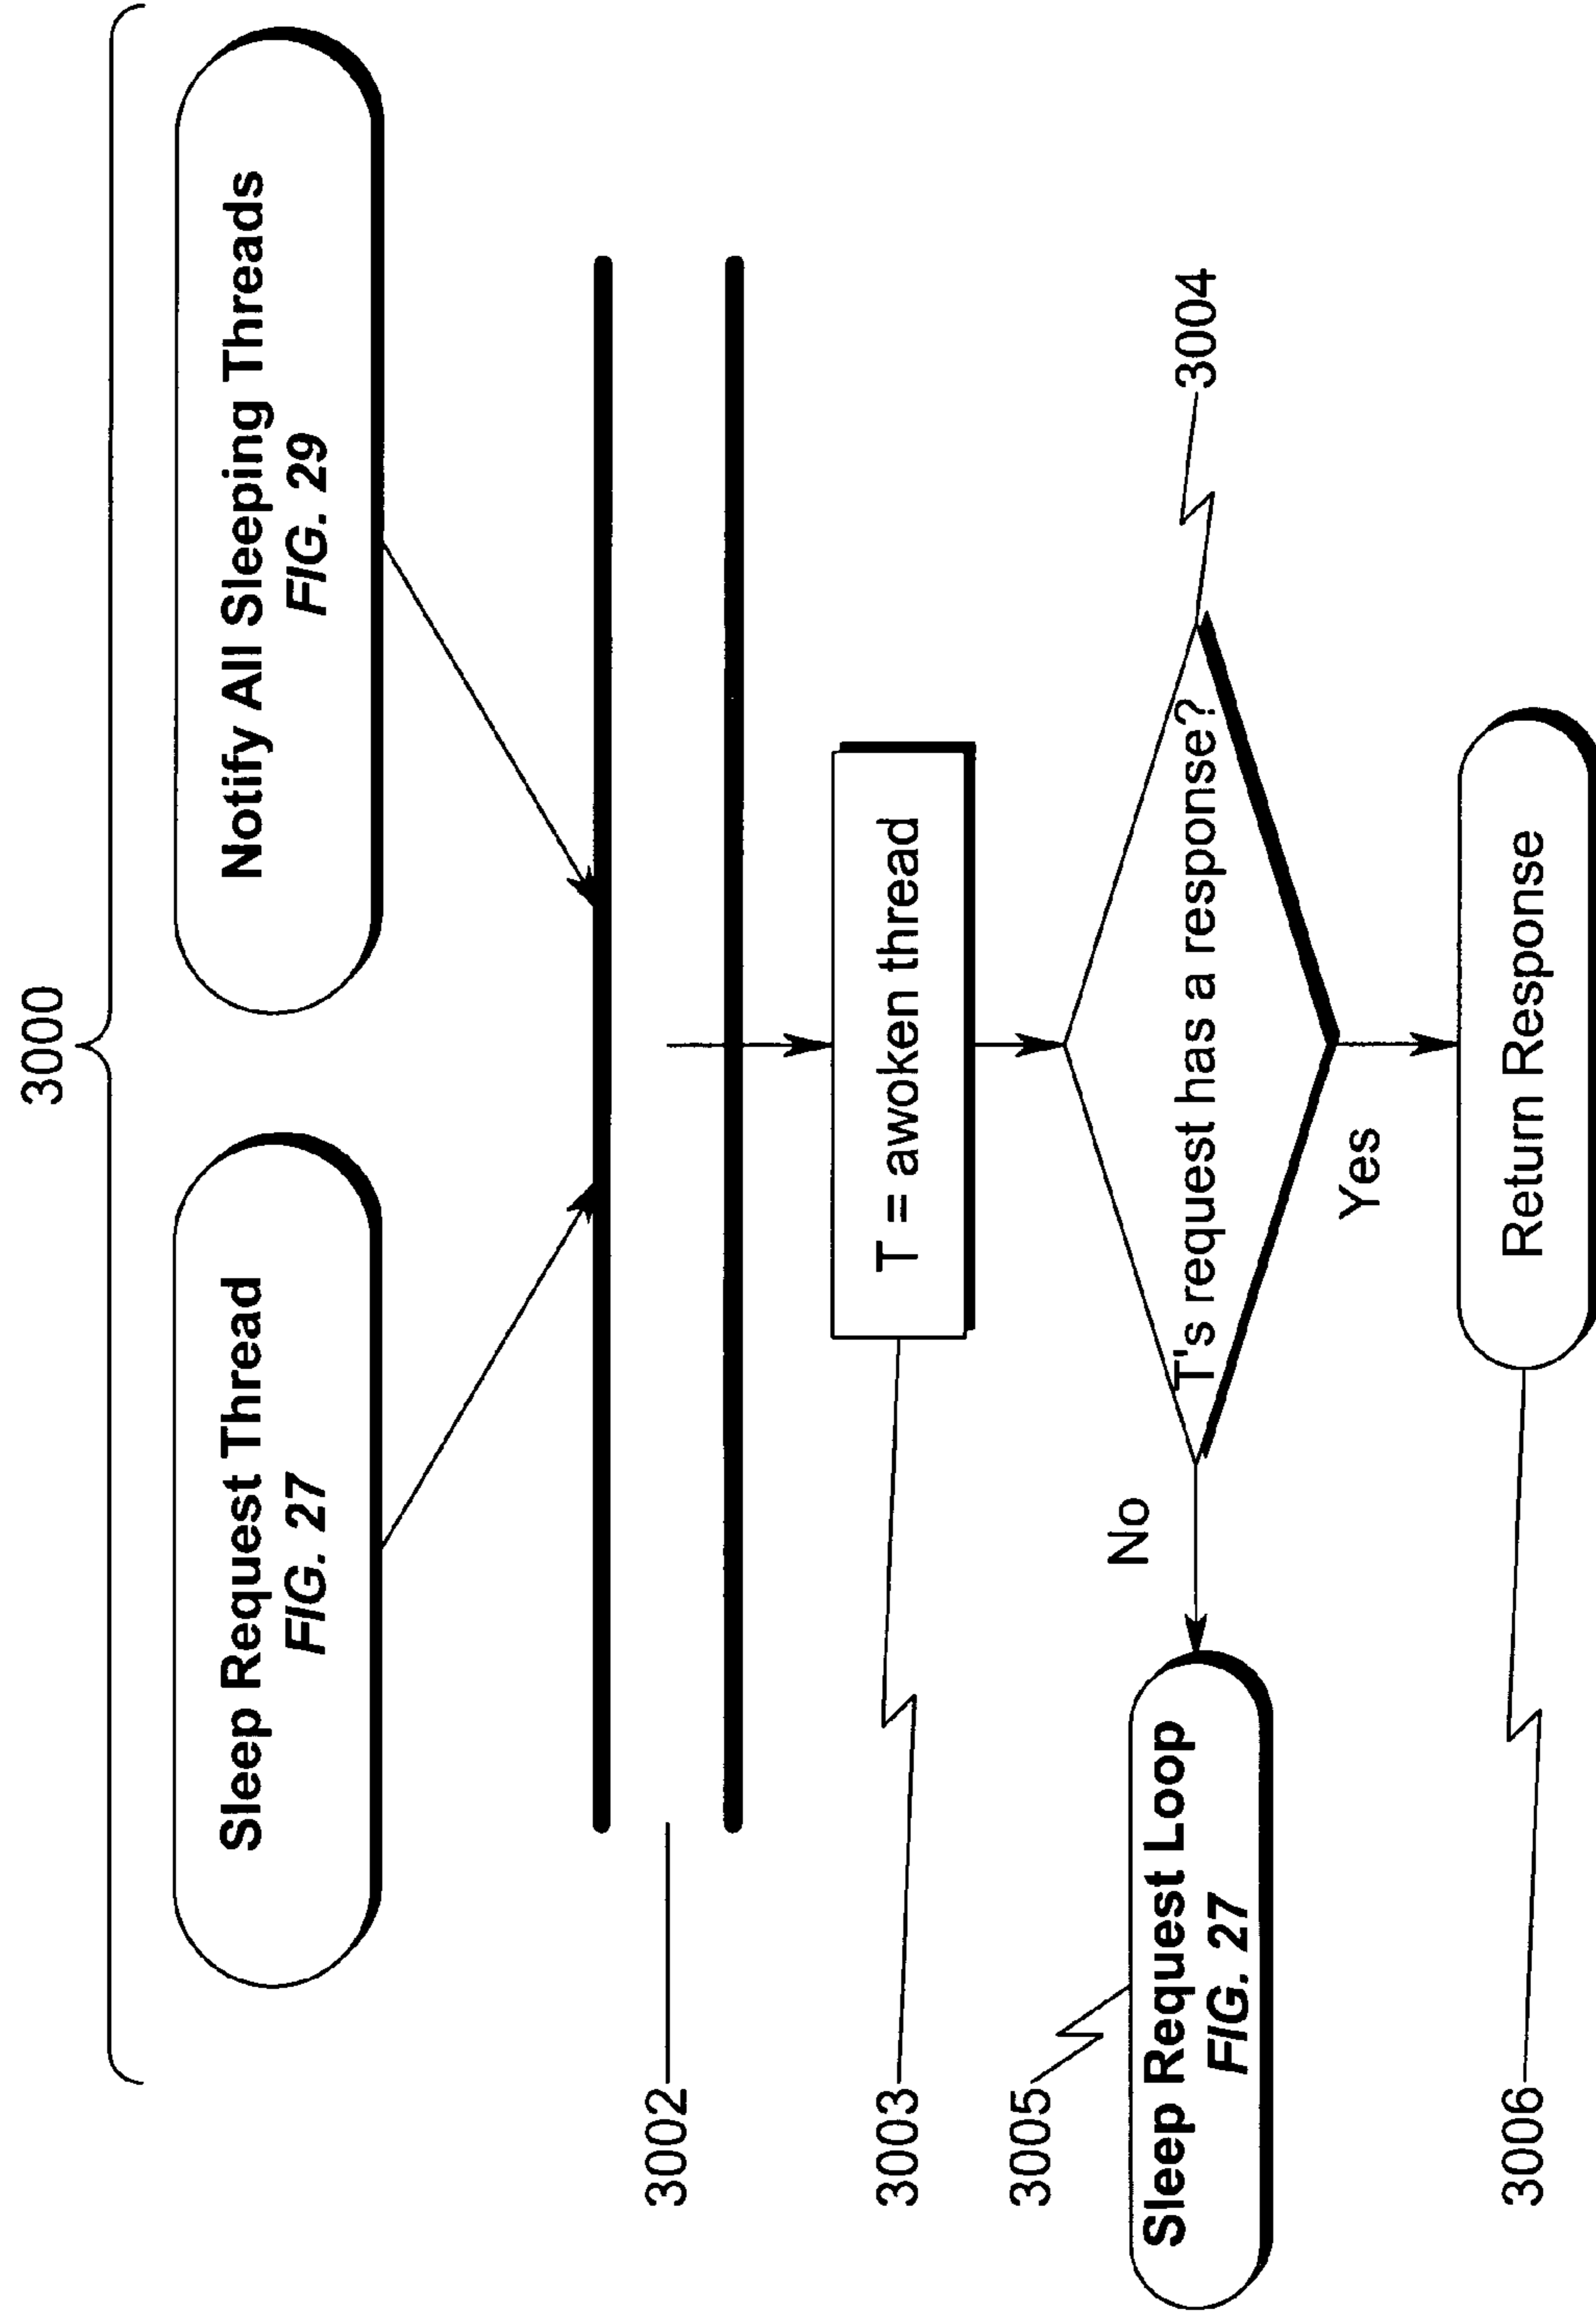 3000
Sleep Request Thread
FIG. 27
Notify All Sleeping Threads
FIG. 29
3002
3003
T = awoken thread
3004
T's request has a response?
No
3005
Sleep Request Loop
FIG. 27
Yes
3006
Return Response